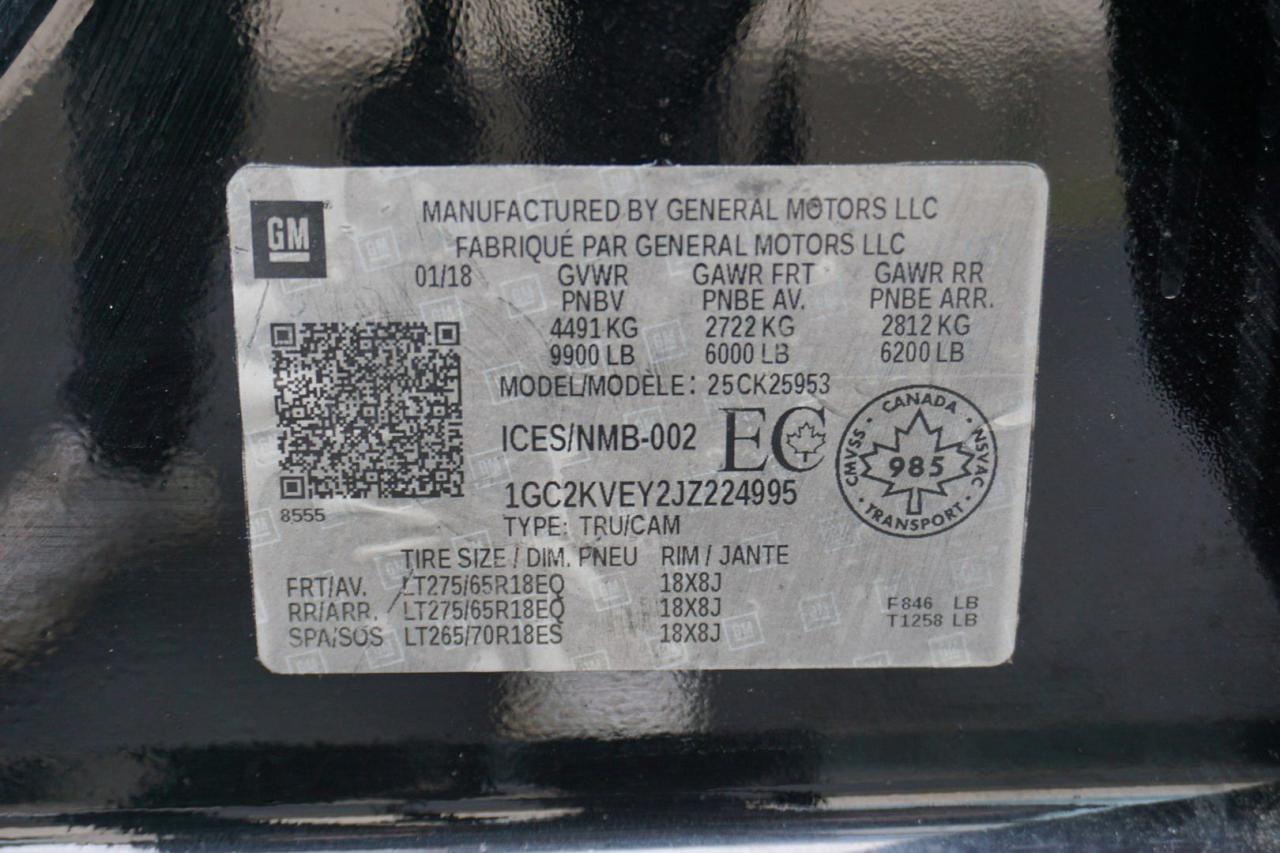 GM
MANUFACTURED BY GENERAL MOTORS LLC
FABRIQUÉ PAR GENERAL MOTORS LLC
01/18 GVWR GAWR FRT GAWR RR
PNBV PNBE AV. PNBE ARR.
4491 KG 2722 KG 2812 KG
9900 LB 6000 LB 6200 LB
MODEL/MODÈLE: 25CK25953
ICES/NMB-002 EC
CANADA
CMVSS 985 NSVAC
TRANSPORT
1GC2KVEY2JZ224995
8555
TYPE: TRU/CAM
TIRE SIZE / DIM. PNEU RIM / JANTE
FRT/AV. LT275/65R18EQ 18X8J
RR/ARR. LT275/65R18EQ 18X8J
SPA/SOS LT265/70R18ES 18X8J
F846 LB
T1258 LB